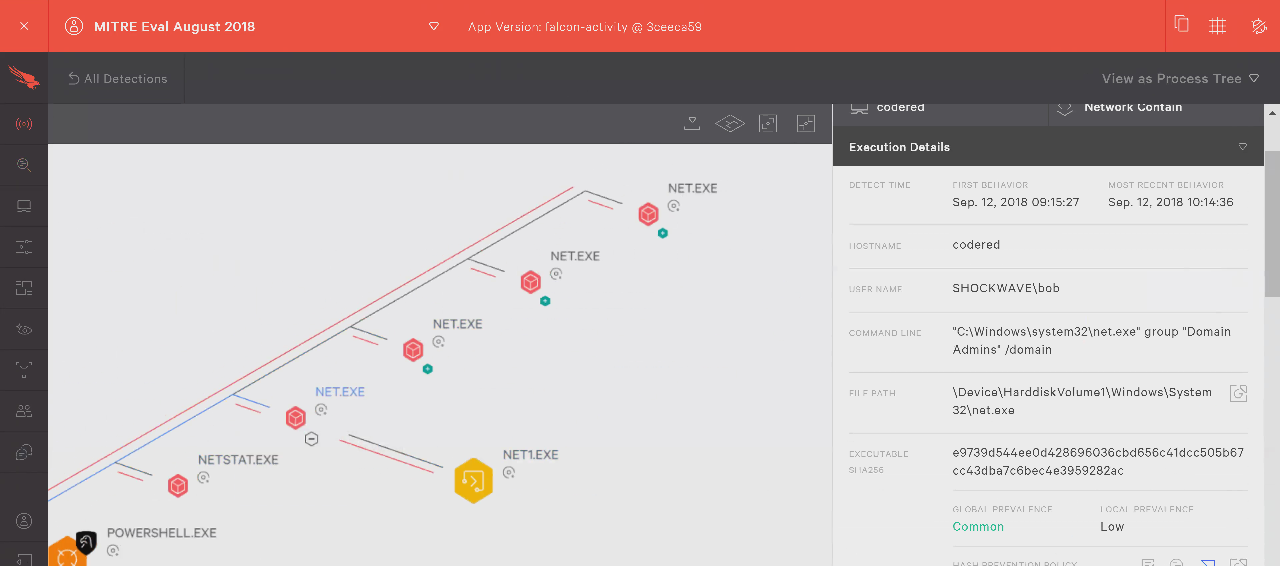 MITRE Eval August 2018
App Version: falcon-activity @ 3ceeca59
All Detections
View as Process Tree
codered
Network Contain
Execution Details
DETECT TIME
FIRST BEHAVIOR
MOST RECENT BEHAVIOR
Sep. 12, 2018 09:15:27
Sep. 12, 2018 10:14:36
HOSTNAME
codered
USER NAME
SHOCKWAVE\bob
COMMAND LINE
"C:\Windows\system32\net.exe" group "Domain
Admins" /domain
FILE PATH
\Device\HarddiskVolume1\Windows\System
32\net.exe
EXECUTABLE
SHA256
e9739d544ee0d428696036cbd656c41dcc505b67
cc43dba7c6bec4e3959282ac
GLOBAL PREVALENCE
LOCAL PREVALENCE
Common
Low
HASH PREVENTION POLICY
NET.EXE
NET.EXE
NET.EXE
NET.EXE
NETSTAT.EXE
NET1.EXE
POWERSHELL.EXE